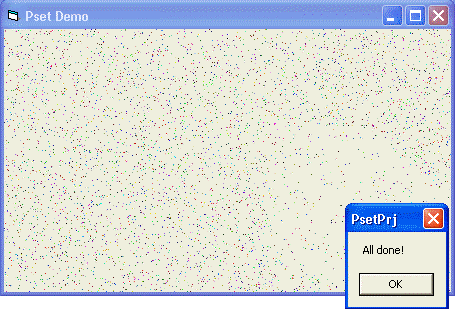 Pset Demo
PsetPrj
All done!
OK